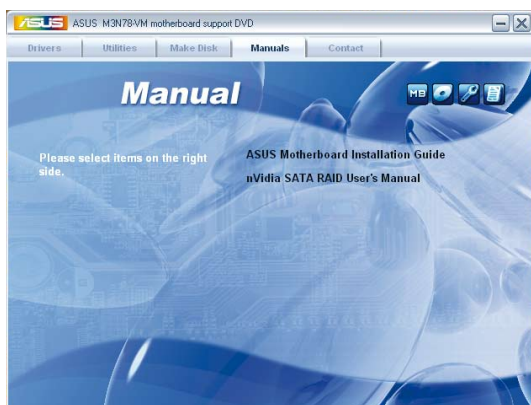 ASUS ASUS M3N78-VM motherboard support DVD
Drivers Utilities Make Disk Manuals Contact
Manual
MB
Please select items on the right
side.
ASUS Motherboard Installation Guide
nVidia SATA RAID User's Manual